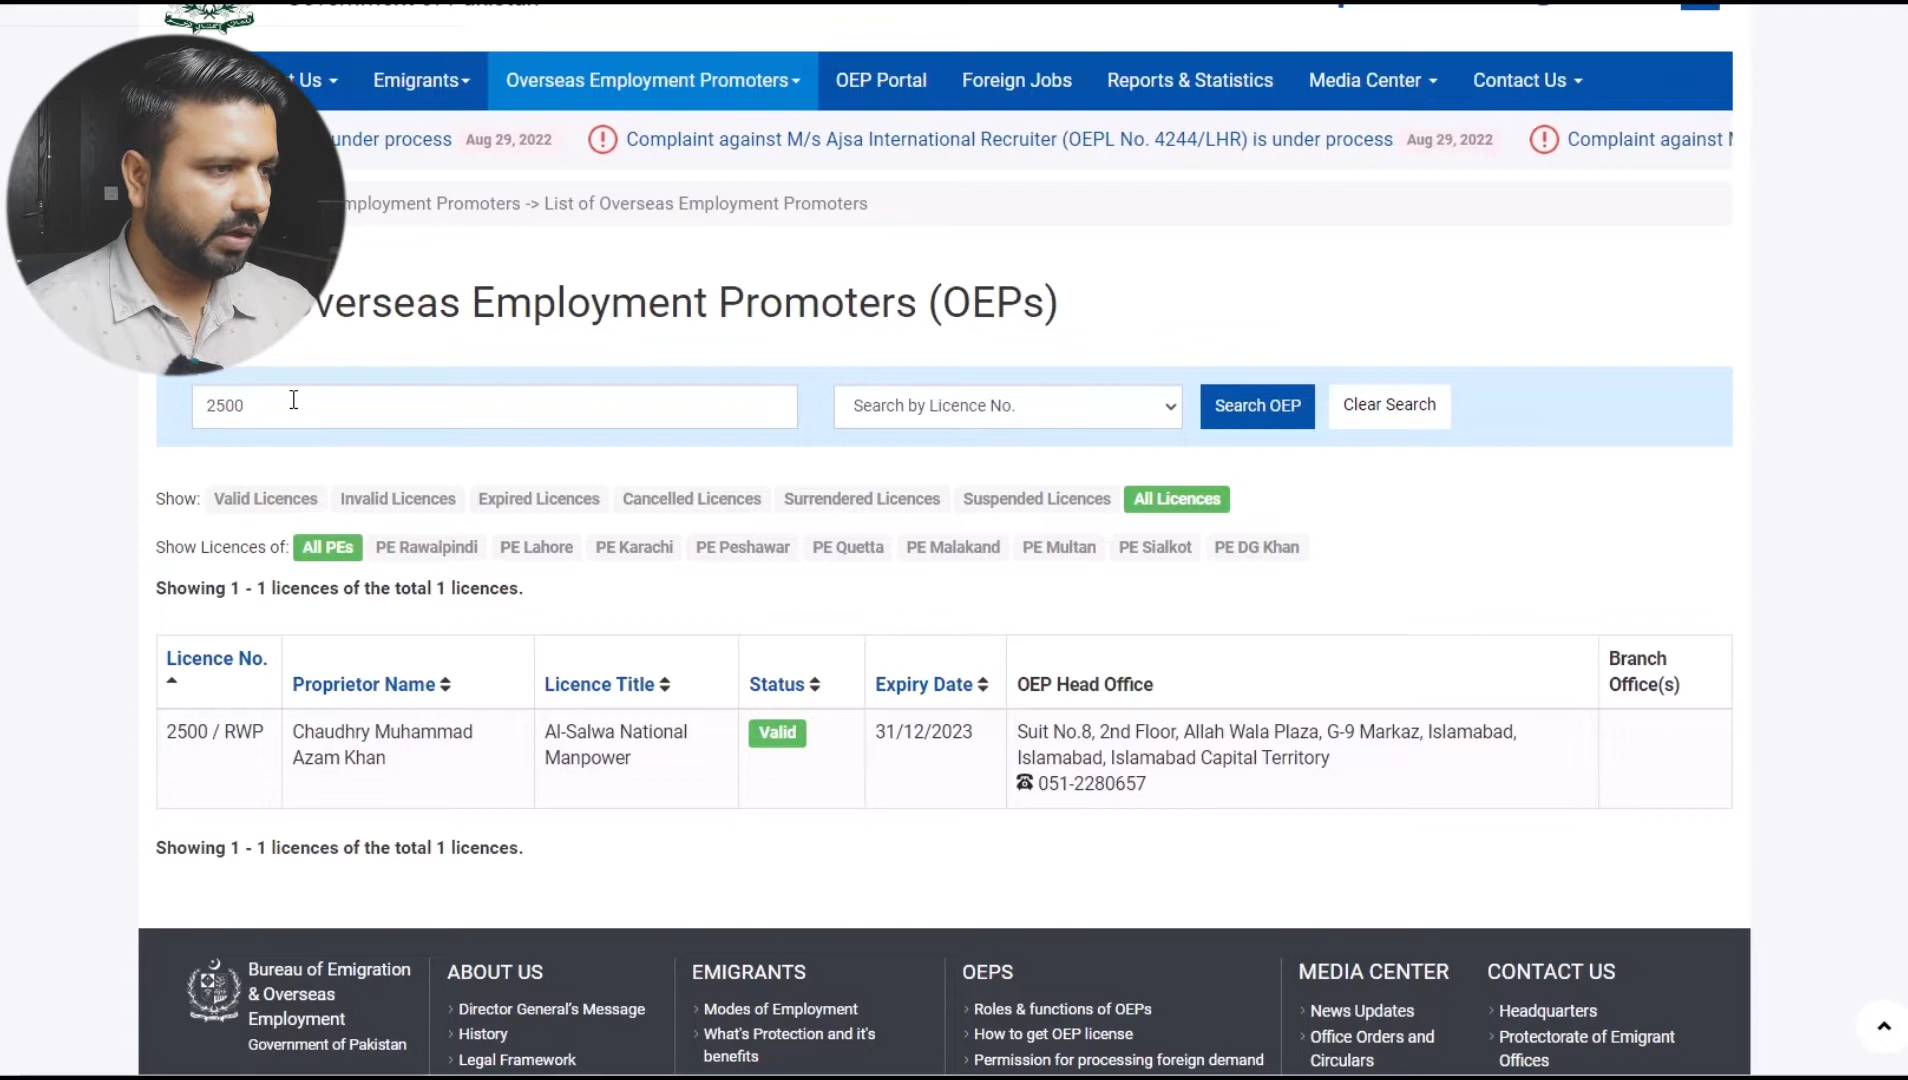 Us
Emigrants
Overseas Employment Promoters
OEP Portal
Foreign Jobs
Reports & Statistics
Media Center
Contact Us
under process Aug 29, 2022
Complaint against M/s Ajsa International Recruiter (OEPL No. 4244/LHR) is under process Aug 29, 2022
Complaint against
mployment Promoters -> List of Overseas Employment Promoters
verseas Employment Promoters (OEPs)
2500
Search by Licence No.
Search OEP
Clear Search
Show: Valid Licences Invalid Licences Expired Licences Cancelled Licences Surrendered Licences Suspended Licences All Licences
Show Licences of: All PEs PE Rawalpindi PE Lahore PE Karachi PE Peshawar PE Quetta PE Malakand PE Multan PE Sialkot PE DG Khan
Showing 1 - 1 licences of the total 1 licences.
Licence No.
Proprietor Name
Licence Title
Status
Expiry Date
OEP Head Office
Branch
Office(s)
2500 / RWP
Chaudhry Muhammad
Azam Khan
Al-Salwa National
Manpower
Valid
31/12/2023
Suit No.8, 2nd Floor, Allah Wala Plaza, G-9 Markaz, Islamabad,
Islamabad, Islamabad Capital Territory
051-2280657
Showing 1 - 1 licences of the total 1 licences.
Bureau of Emigration
& Overseas
Employment
Government of Pakistan
ABOUT US
Director General's Message
History
Legal Framework
EMIGRANTS
Modes of Employment
What's Protection and it's
benefits
OEPS
Roles & functions of OEPs
How to get OEP license
Permission for processing foreign demand
MEDIA CENTER
News Updates
Office Orders and
Circulars
CONTACT US
Headquarters
Protectorate of Emigrant
Offices